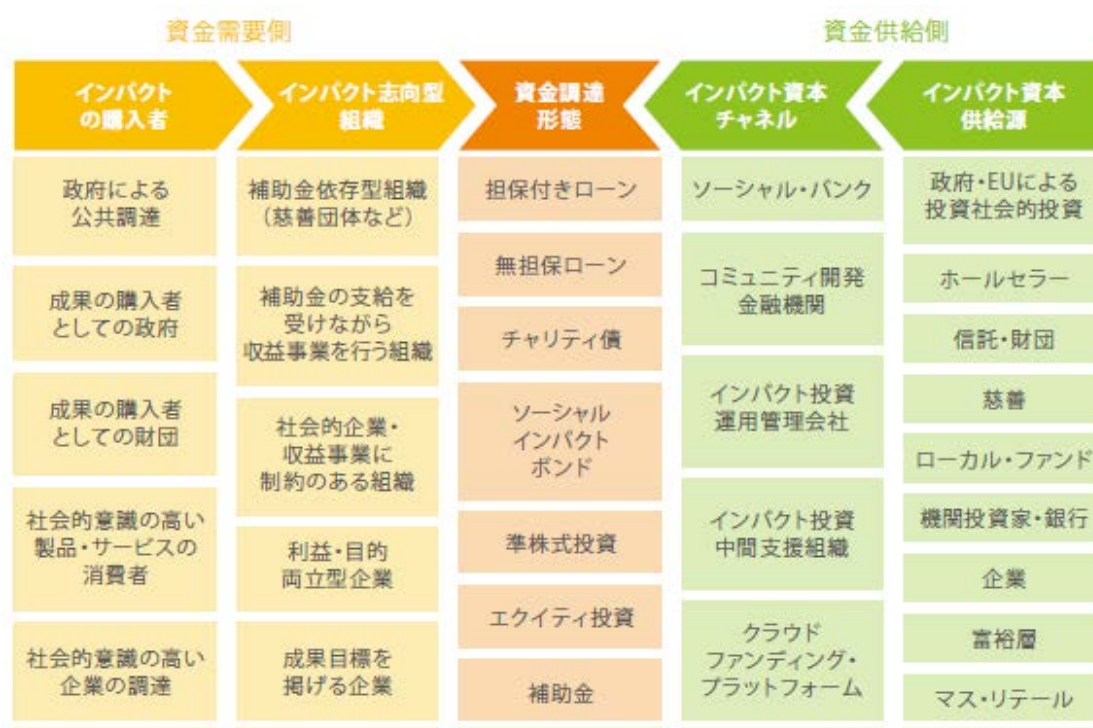 資金需要側
資金供給側
インパクト
の購入者
インパクト志向型
組織
資金調達
形態
インパクト資本
チャネル
インパクト資本
供給源
政府による
公共調達
成果の購入者
としての政府
成果の購入者
としての財団
社会的意識の高い
製品・サービスの
消費者
社会的意識の高い
企業の調達
補助金依存型組織
（慈善団体など）
補助金の支給を
受けながら
収益事業を行う組織
社会的企業・
収益事業に
制約のある組織
利益・目的
両立型企業
成果目標を
掲げる企業
担保付きローン
無担保ローン
チャリティ債
ソーシャル
インパクト
ボンド
準株式投資
エクイティ投資
補助金
ソーシャル・バンク
コミュニティ開発
金融機関
インパクト投資
運用管理会社
インパクト投資
中間支援組織
クラウド
ファンディング・
プラットフォーム
政府・EUによる
投資社会的投資
ホールセラー
信託・財団
慈善
ローカル・ファンド
機関投資家・銀行
企業
富裕層
マス・リテール